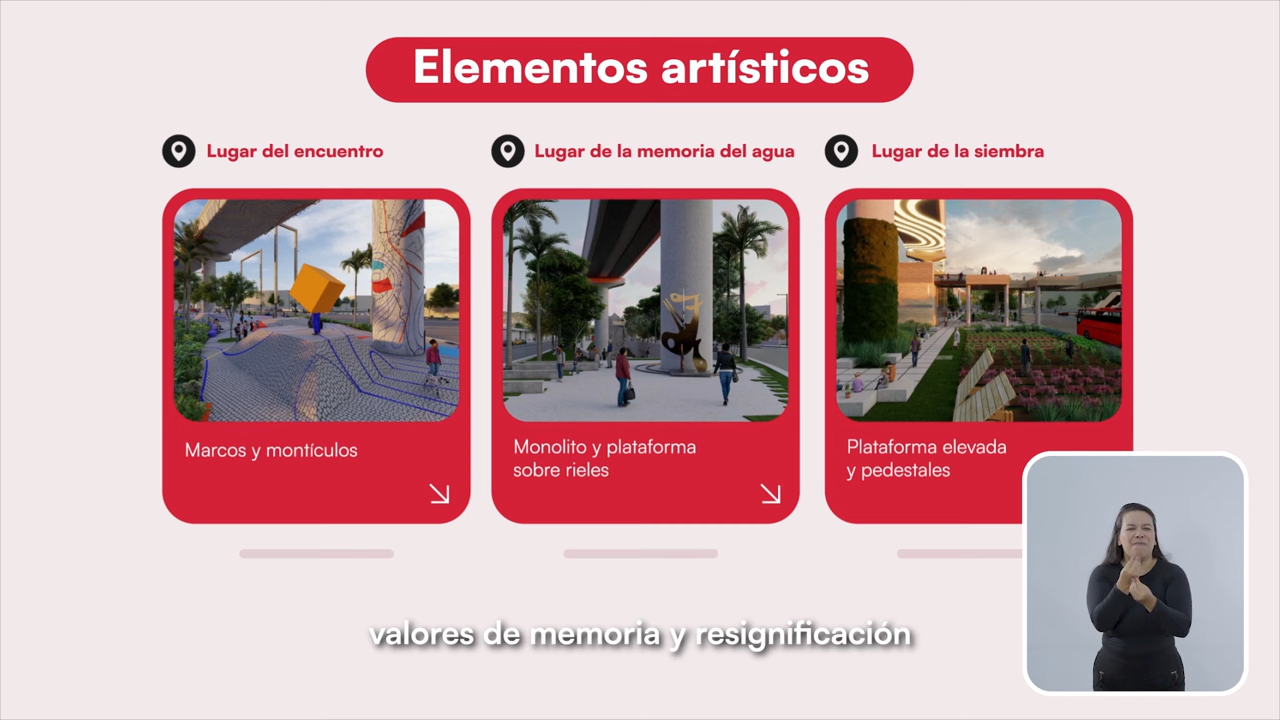 Elementos artísticos
Lugar del encuentro
Lugar de la memoria del agua
Lugar de la siembra
Marcos y montículos
Monolito y plataforma
sobre rieles
Plataforma elevada
y pedestales
valores de memoria y resignificación